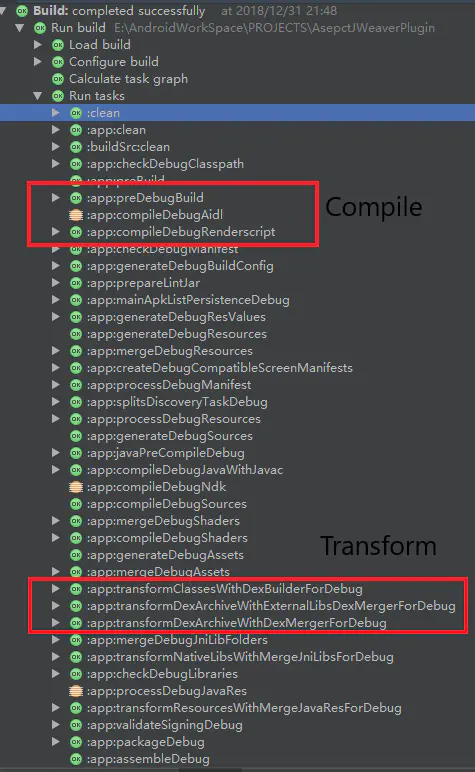 Build: completed successfully at 2018/12/31 21:48
Run build E:\AndroidWorkSpace\PROJECTS\AsepctJWeaverPlugin
Load build
Configure build
Calculate task graph
Run tasks
:clean
:app:clean
:buildSrc:clean
:app:checkDebugClasspath
:app:preBuild
:app:preDebugBuild
Compile
:app:compileDebugAidl
:app:compileDebugRenderscript
:app:checkDebugManifest
:app:generateDebugBuildConfig
:app:prepareLintJar
:app:mainApkListPersistenceDebug
:app:generateDebugResValues
:app:generateDebugResources
:app:mergeDebugResources
:app:createDebugCompatibleScreenManifests
:app:processDebugManifest
:app:splitsDiscoveryTaskDebug
:app:processDebugResources
:app:generateDebugSources
:app:javaPreCompileDebug
:app:compileDebugJavaWithJavac
:app:compileDebugNdk
:app:compileDebugSources
:app:mergeDebugShaders
:app:compileDebugShaders
Transform
:app:generateDebugAssets
:app:mergeDebugAssets
:app:transformClassesWithDexBuilderForDebug
:app:transformDexArchiveWithExternalLibsDexMergerForDebug
:app:transformDexArchiveWithDexMergerForDebug
:app:mergeDebugJniLibFolders
:app:transformNativeLibsWithMergeJniLibsForDebug
:app:checkDebugLibraries
:app:processDebugJavaRes
:app:transformResourcesWithMergeJavaResForDebug
:app:validateSigningDebug
:app:packageDebug
:app:assembleDebug